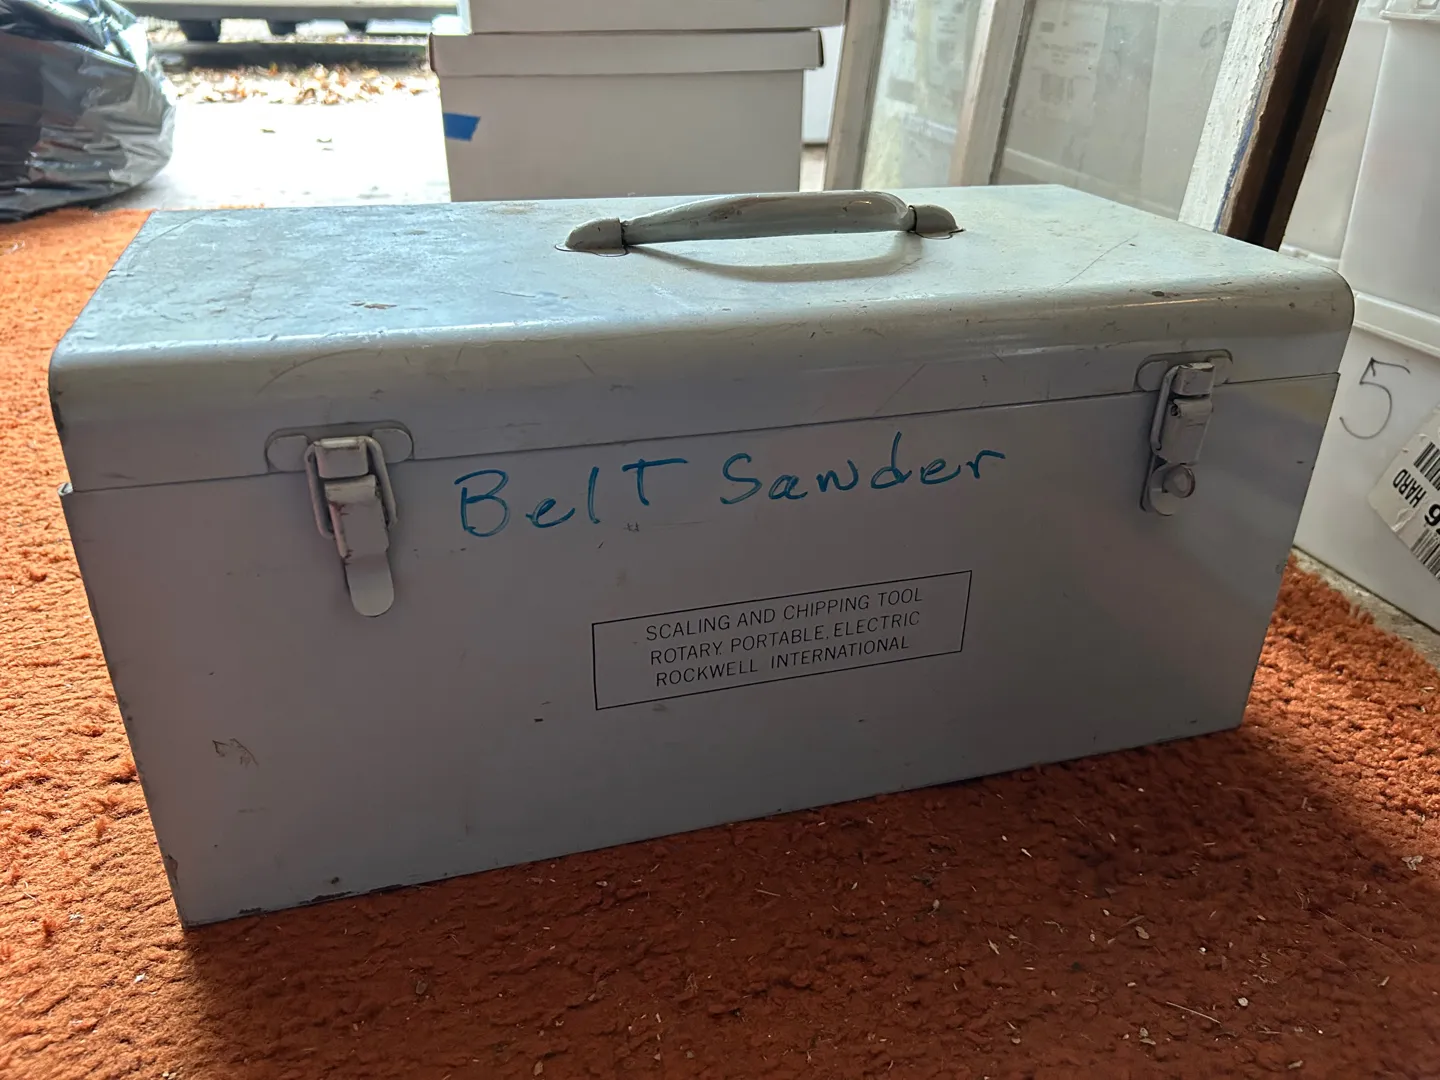 BelT Sander
SCALING AND CHIPPING TOOL
ROTARY, PORTABLE, ELECTRIC
ROCKWELL INTERNATIONAL
5
HARD